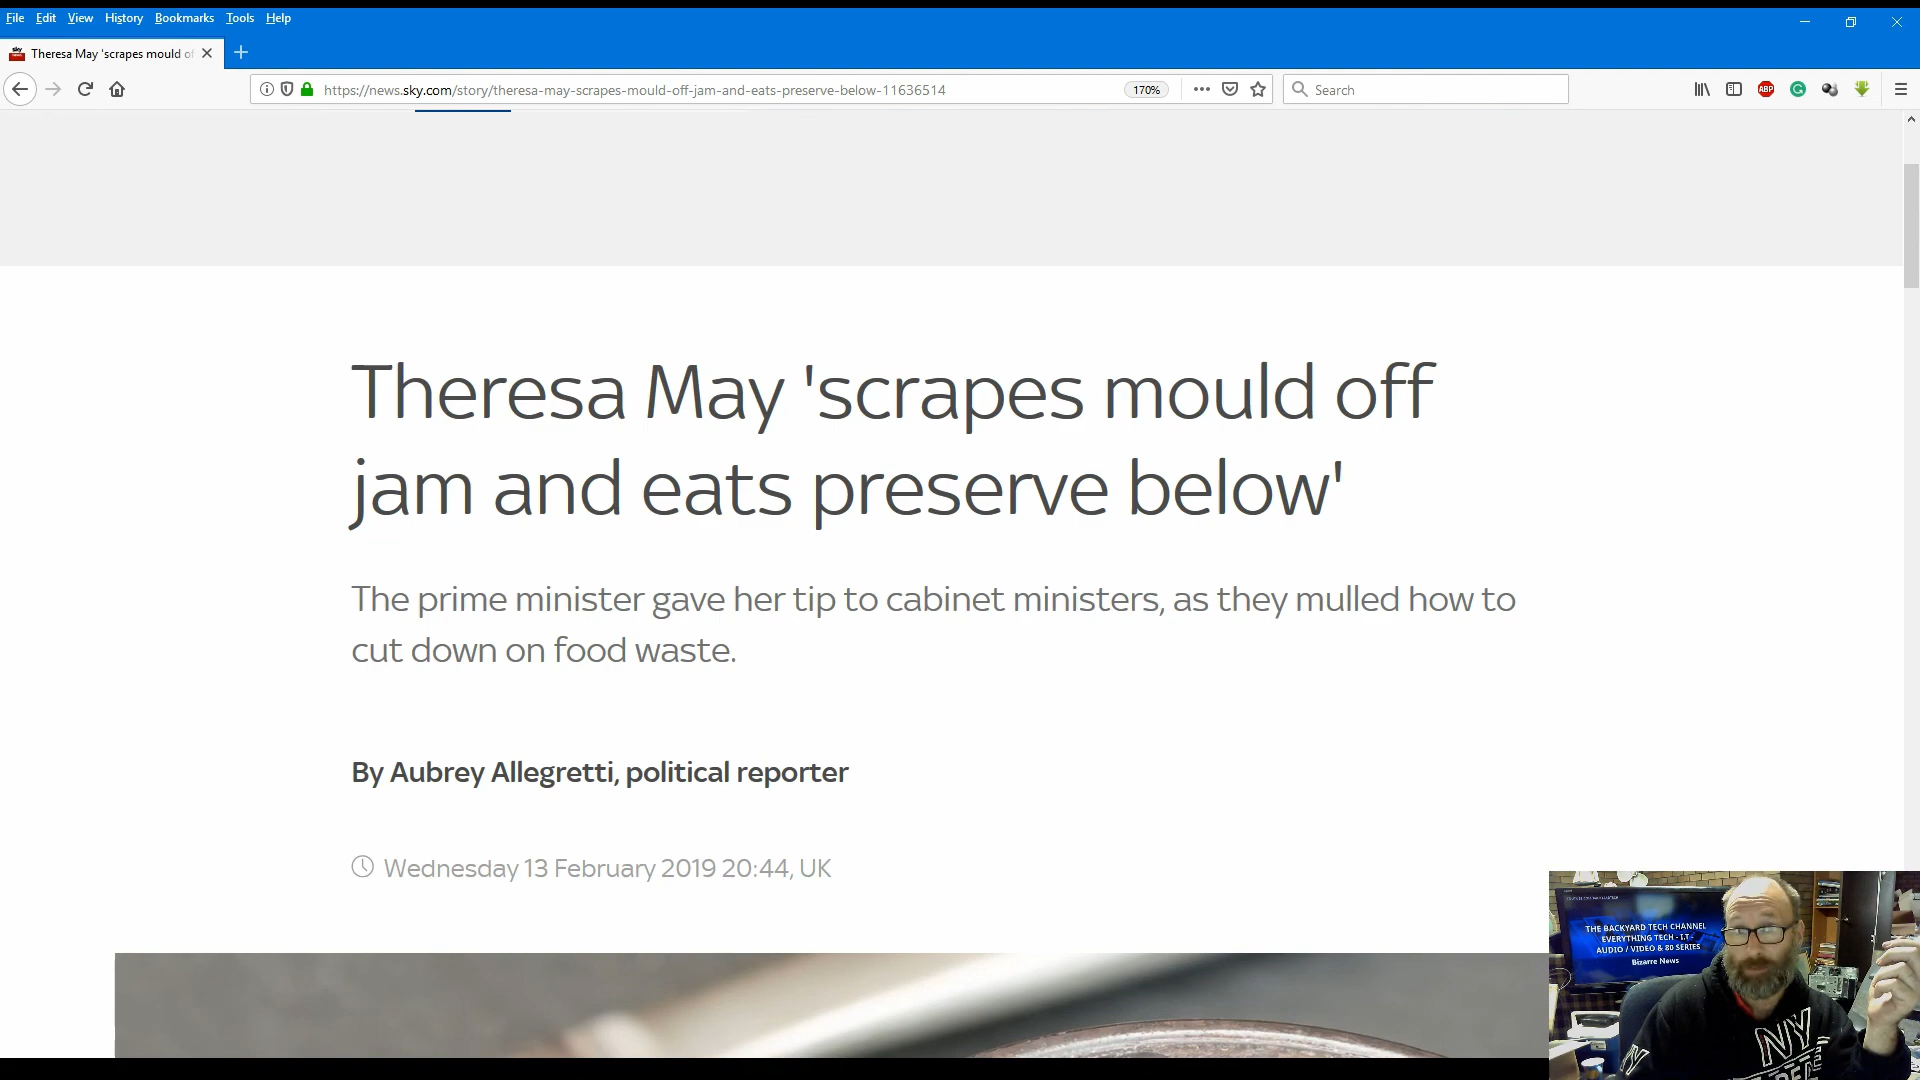 File Edit View History Bookmarks Tools Help
Theresa May 'scrapes mould of
https://news.sky.com/story/theresa-may-scrapes-mould-off-jam-and-eats-preserve-below-11636514
170%
Search
ABP
Theresa May 'scrapes mould off
jam and eats preserve below'
The prime minister gave her tip to cabinet ministers, as they mulled how to
cut down on food waste.
By Aubrey Allegretti, political reporter
Wednesday 13 February 2019 20:44, UK
THE BACKYARD TECH CHANNEL
EVERYTHING TECH - I.T -
AUDIO / VIDEO & 80 SERIES
Bizarre News
NY
NY